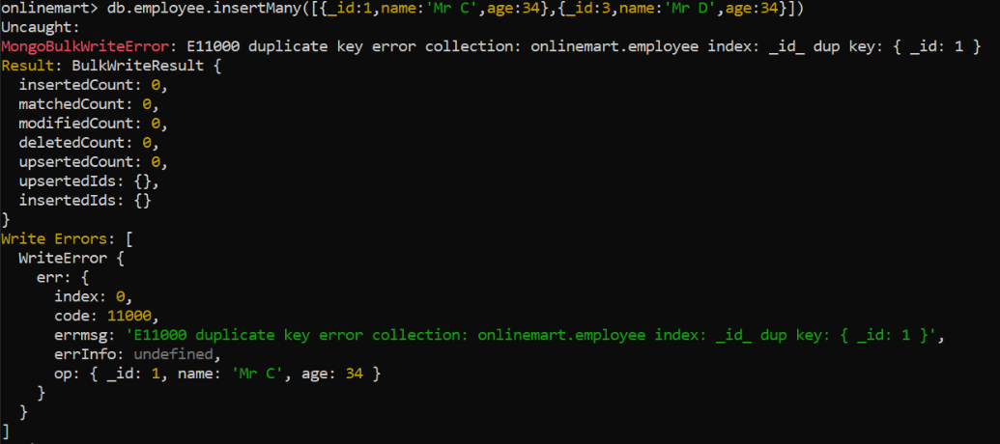 onlinemart> db.employee.insertMany([{_id:1,name:'Mr C',age:34},{_id:3,name:'Mr D',age:34}])
Uncaught:
MongoBulkWriteError: E11000 duplicate key error collection: onlinemart.employee index: _id_ dup key: { _id: 1 }
Result: BulkWriteResult {
  insertedCount: 0,
  matchedCount: 0,
  modifiedCount: 0,
  deletedCount: 0,
  upsertedCount: 0,
  upsertedIds: {},
  insertedIds: {}
}
Write Errors: [
  WriteError {
    err: {
      index: 0,
      code: 11000,
      errmsg: 'E11000 duplicate key error collection: onlinemart.employee index: _id_ dup key: { _id: 1 }',
      errInfo: undefined,
      op: { _id: 1, name: 'Mr C', age: 34 }
    }
  }
]